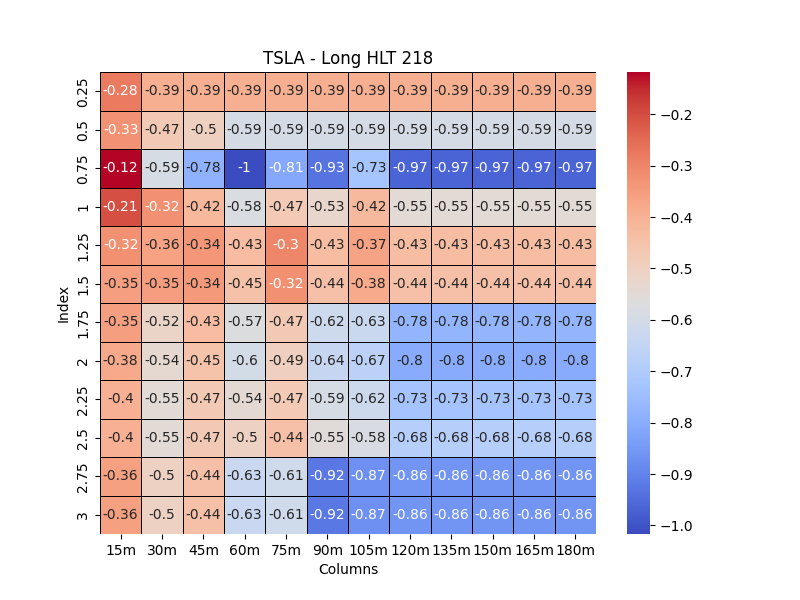 TSLA - Long HLT 218
0.25 -0.28 -0.39 -0.39 -0.39 -0.39 -0.39 -0.39 -0.39 -0.39 -0.39 -0.39 -0.39
0.5 -0.33 -0.47 -0.5 -0.59 -0.59 -0.59 -0.59 -0.59 -0.59 -0.59 -0.59 -0.59
0.75 -0.12 -0.59 -0.78 -1 -0.81 -0.93 -0.73 -0.97 -0.97 -0.97 -0.97 -0.97
1 -0.21 -0.32 -0.42 -0.58 -0.47 -0.53 -0.42 -0.55 -0.55 -0.55 -0.55 -0.55
1.25 -0.32 -0.36 -0.34 -0.43 -0.3 -0.43 -0.37 -0.43 -0.43 -0.43 -0.43 -0.43
1.5 -0.35 -0.35 -0.34 -0.45 -0.32 -0.44 -0.38 -0.44 -0.44 -0.44 -0.44 -0.44
1.75 -0.35 -0.52 -0.43 -0.57 -0.47 -0.62 -0.63 -0.78 -0.78 -0.78 -0.78 -0.78
2 -0.38 -0.54 -0.45 -0.6 -0.49 -0.64 -0.67 -0.8 -0.8 -0.8 -0.8 -0.8
2.25 -0.4 -0.55 -0.47 -0.54 -0.47 -0.59 -0.62 -0.73 -0.73 -0.73 -0.73 -0.73
2.5 -0.4 -0.55 -0.47 -0.5 -0.44 -0.55 -0.58 -0.68 -0.68 -0.68 -0.68 -0.68
2.75 -0.36 -0.5 -0.44 -0.63 -0.61 -0.92 -0.87 -0.86 -0.86 -0.86 -0.86 -0.86
3 -0.36 -0.5 -0.44 -0.63 -0.61 -0.92 -0.87 -0.86 -0.86 -0.86 -0.86 -0.86
15m 30m 45m 60m 75m 90m 105m 120m 135m 150m 165m 180m
Columns
Index
−0.2
−0.3
−0.4
−0.5
−0.6
−0.7
−0.8
−0.9
−1.0